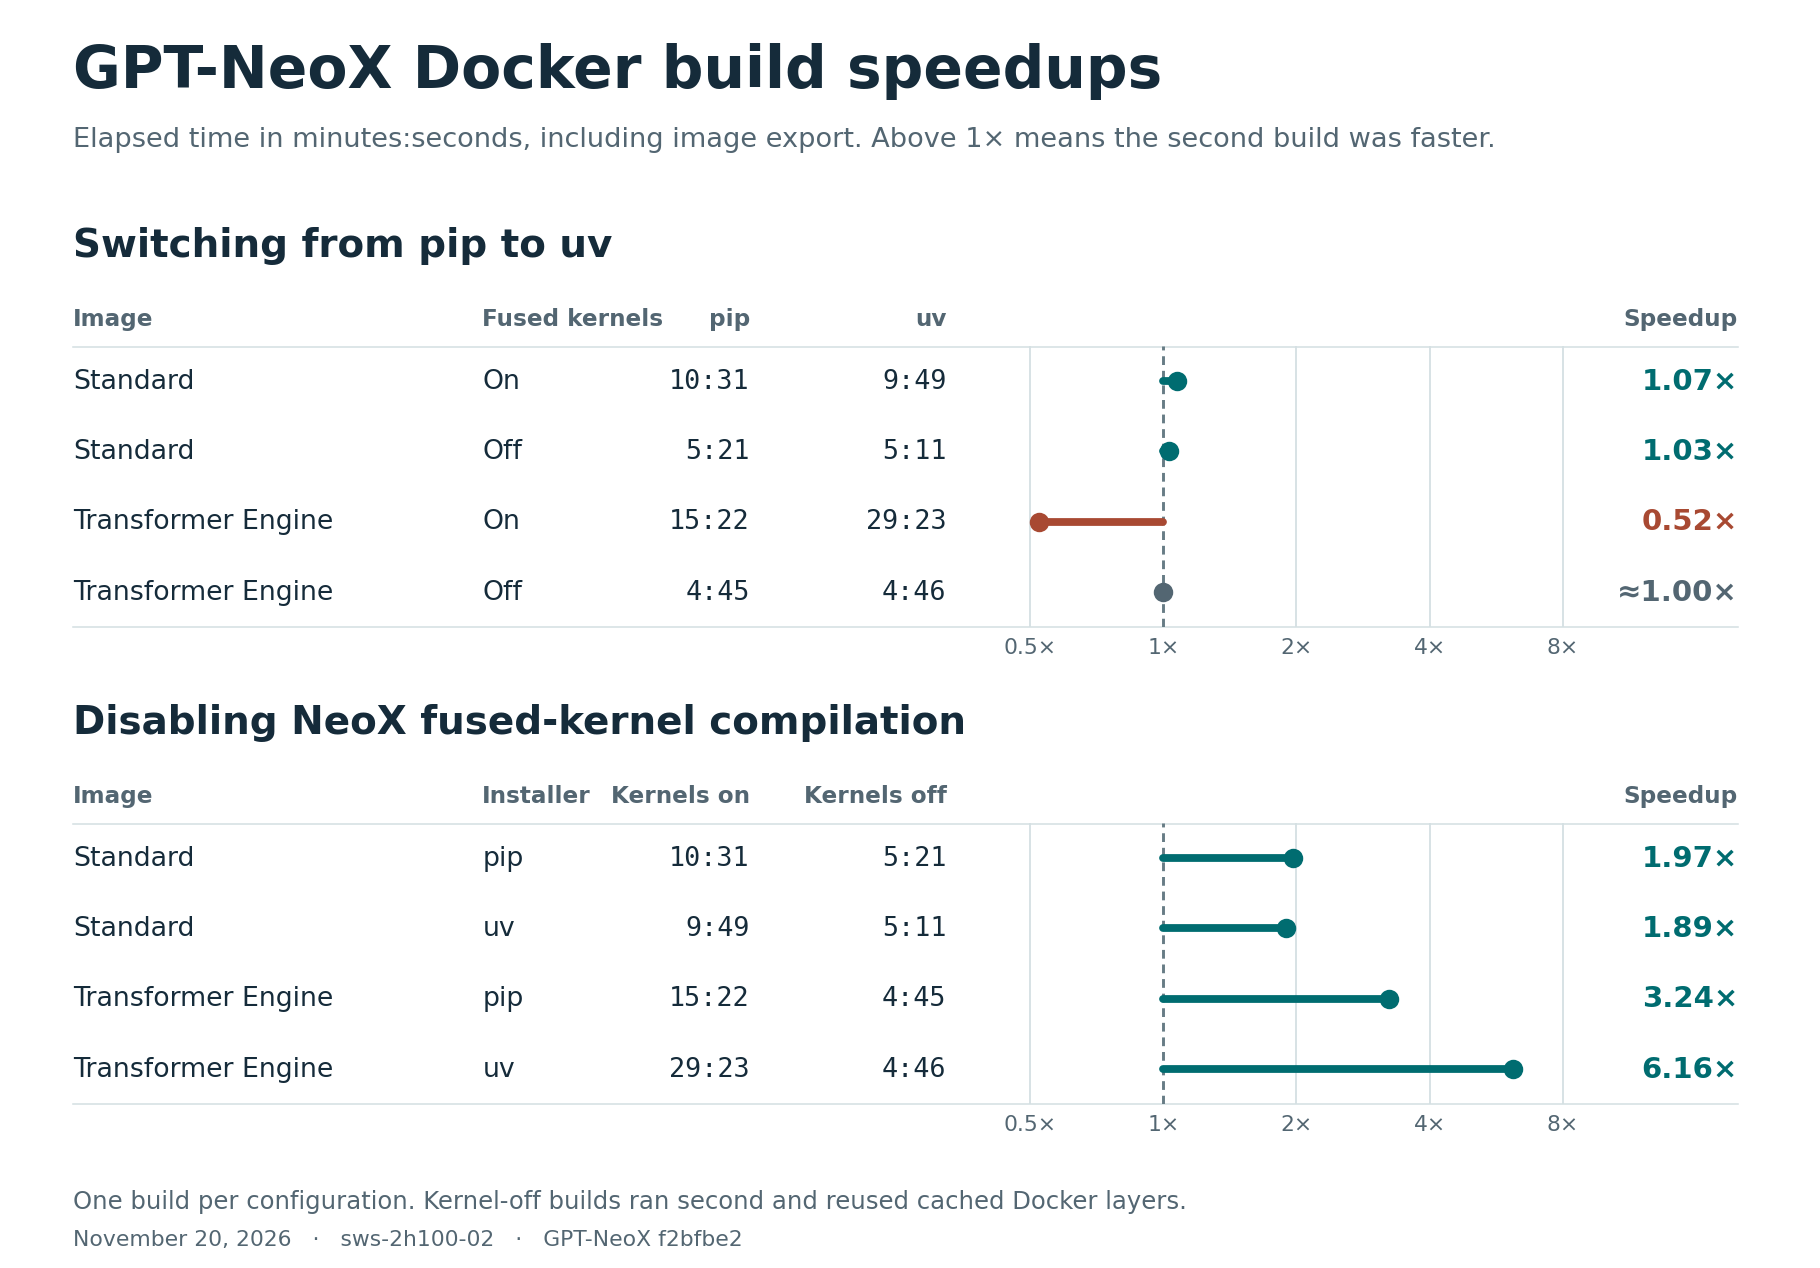 GPT-NeoX Docker build speedups
Elapsed time in minutes:seconds, including image export. Above 1× means the second build was faster.
Switching from pip to uv
Image Fused kernels pip uv Speedup
Standard On 10:31 9:49 1.07×
Standard Off 5:21 5:11 1.03×
Transformer Engine On 15:22 29:23 0.52×
Transformer Engine Off 4:45 4:46 ≈1.00×
0.5× 1× 2× 4× 8×
Disabling NeoX fused-kernel compilation
Image Installer Kernels on Kernels off Speedup
Standard pip 10:31 5:21 1.97×
Standard uv 9:49 5:11 1.89×
Transformer Engine pip 15:22 4:45 3.24×
Transformer Engine uv 29:23 4:46 6.16×
0.5× 1× 2× 4× 8×
One build per configuration. Kernel-off builds ran second and reused cached Docker layers.
November 20, 2026 · sws-2h100-02 · GPT-NeoX f2bfbe2